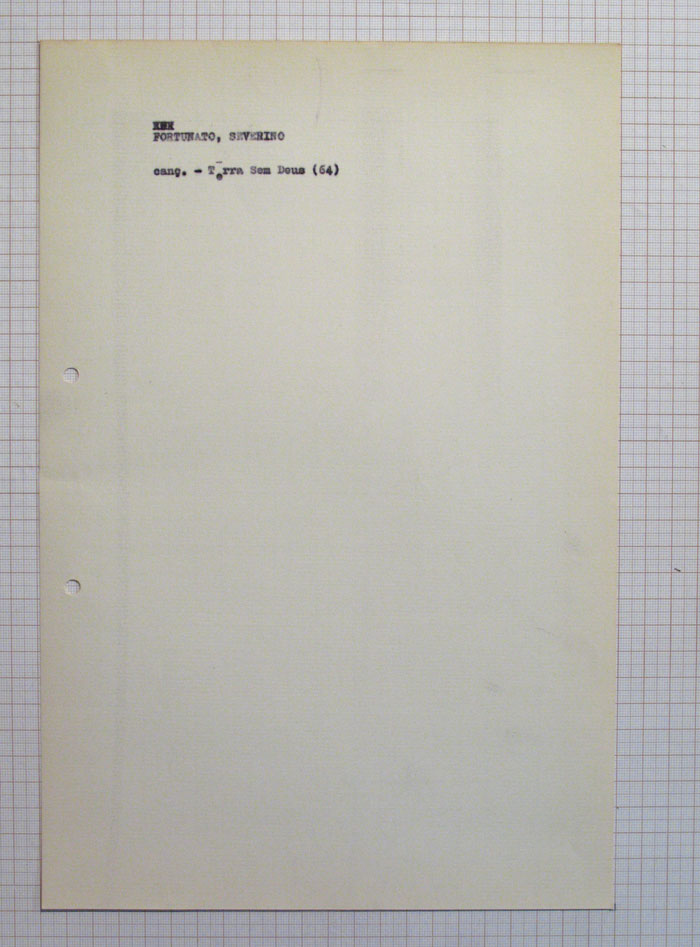 FORTUNATO, SEVERINO
canç. - Terra Sem Deus (64)